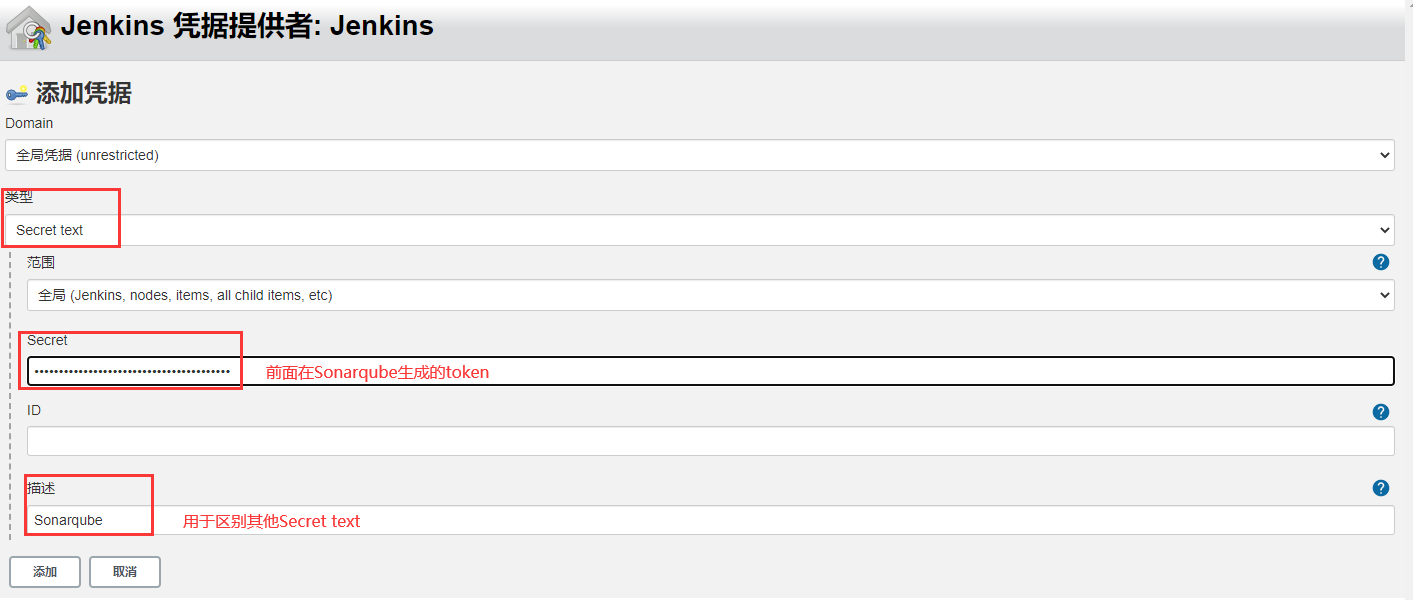 Jenkins 凭据提供者: Jenkins
添加凭据
Domain
全局凭据 (unrestricted)
类型
Secret text
范围
?
全局 (Jenkins, nodes, items, all child items, etc)
Secret
•••••••••••••••••••••••••••••••••••••••• 前面在Sonarqube生成的token
ID
?
描述
?
Sonarqube 用于区别其他Secret text
添加 取消